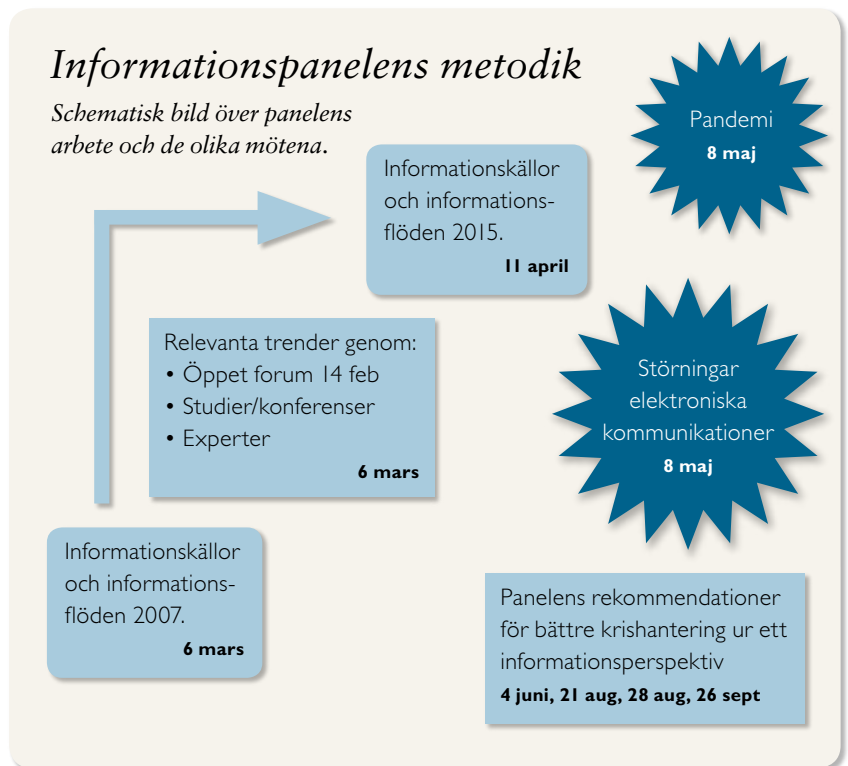 Informationspanelens metodik
Schematisk bild över panelens
arbete och de olika mötena.
Pandemi
8 maj
Informationskällor
och informations-
flöden 2015.
11 april
Relevanta trender genom:
• Öppet forum 14 feb
• Studier/konferenser
• Experter
6 mars
Störningar
elektroniska
kommunikationer
8 maj
Informationskällor
och informations-
flöden 2007.
6 mars
Panelens rekommendationer
för bättre krishantering ur ett
informationsperspektiv
4 juni, 21 aug, 28 aug, 26 sept